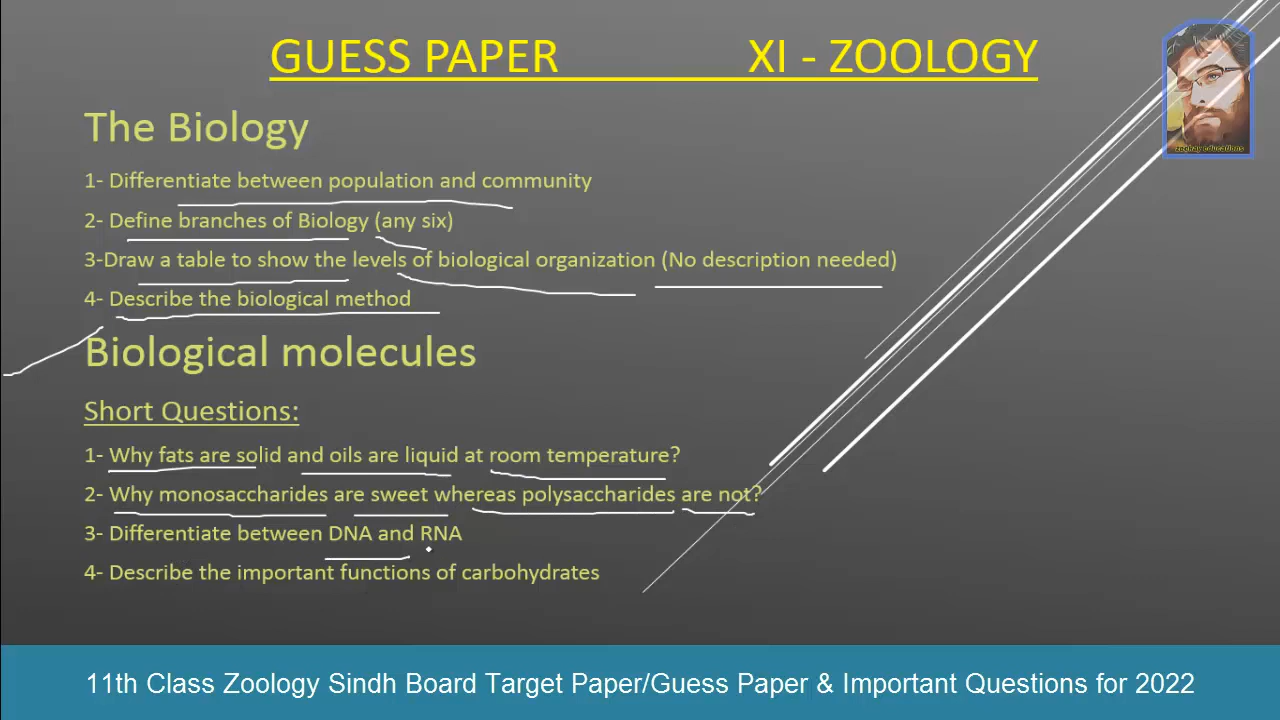 GUESS PAPER XI - ZOOLOGY
The Biology
1- Differentiate between population and community
2- Define branches of Biology (any six)
3-Draw a table to show the levels of biological organization (No description needed)
4- Describe the biological method
Biological molecules
Short Questions:
1- Why fats are solid and oils are liquid at room temperature?
2- Why monosaccharides are sweet whereas polysaccharides are not?
3- Differentiate between DNA and RNA
4- Describe the important functions of carbohydrates
11th Class Zoology Sindh Board Target Paper/Guess Paper & Important Questions for 2022